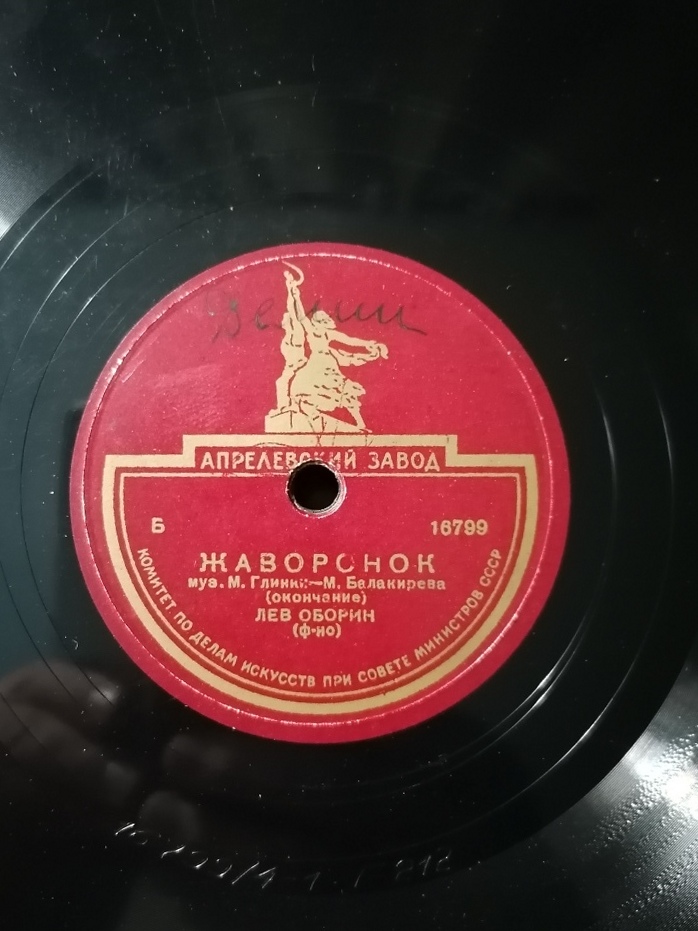 АПРЕЛЕВСКИЙ ЗАВОД
Б 16799
ЖАВОРОНОК
муз. М. Глинки—М. Балакирева
(окончание)
ЛЕВ ОБОРИН
(ф-но)
КОМИТЕТ ПО ДЕЛАМ ИСКУССТВ ПРИ СОВЕТЕ МИНИСТРОВ СССР